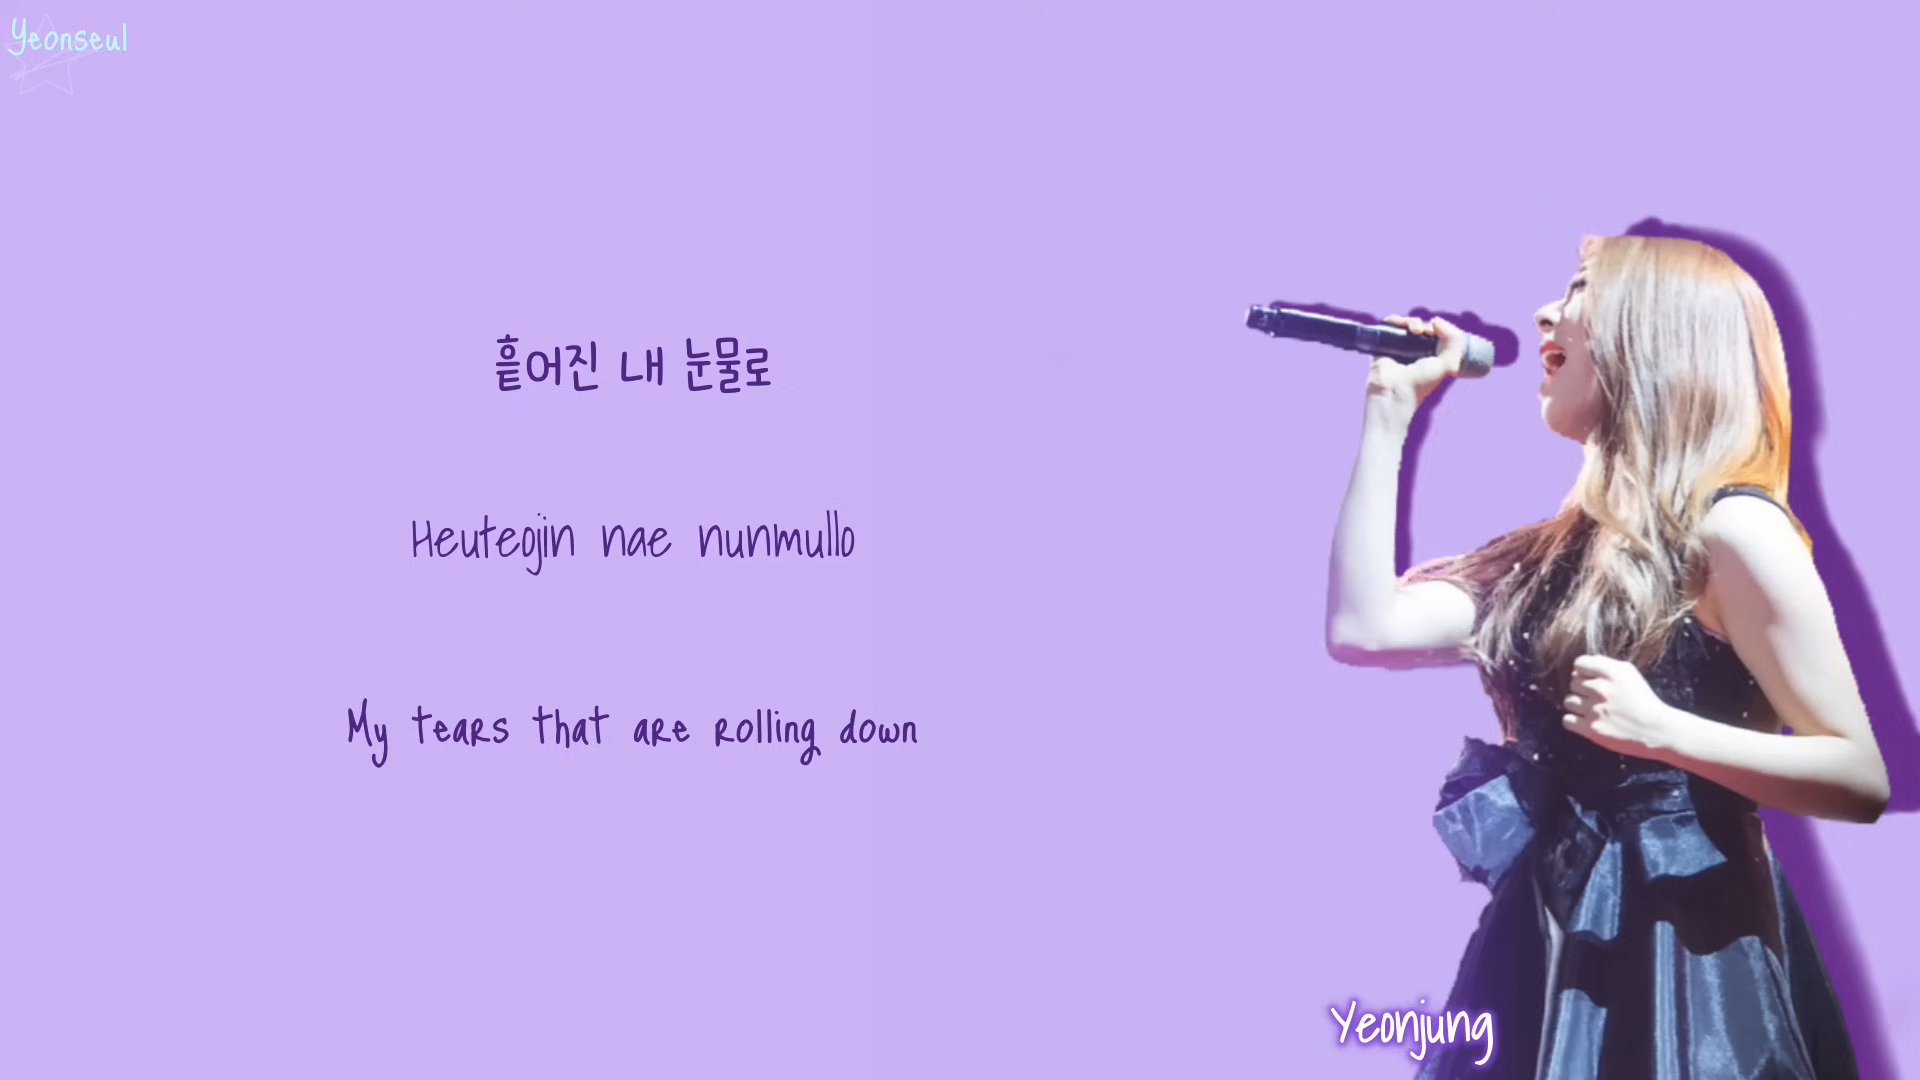 Yeonseul
흩어진 내 눈물로
Heuteojin nae nunmullo
My tears that are rolling down
Yeonjung